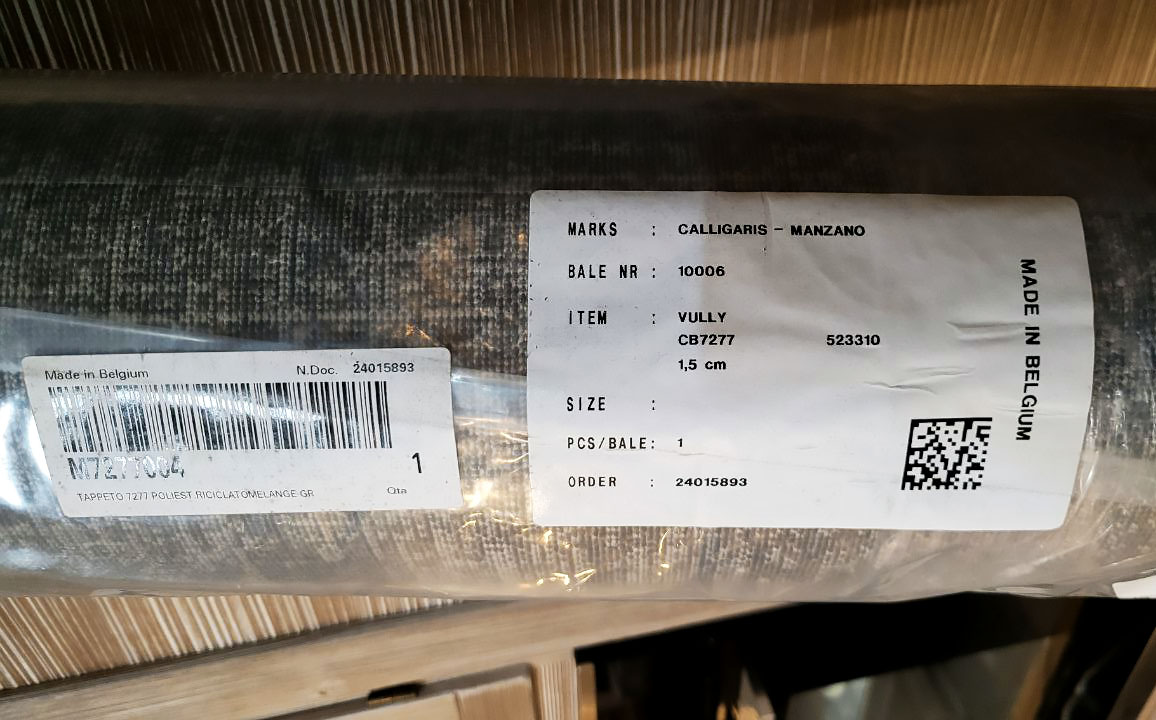 Made in Belgium N.Doc. 24015893
M7277004
1
TAPPETO 7277 POLIEST.RICICLATOMELANGE GR
Qta
MARKS : CALLIGARIS - MANZANO
BALE NR : 10006
ITEM : VULLY
CB7277 523310
1,5 cm
SIZE :
PCS/BALE: 1
ORDER : 24015893
MADE IN BELGIUM